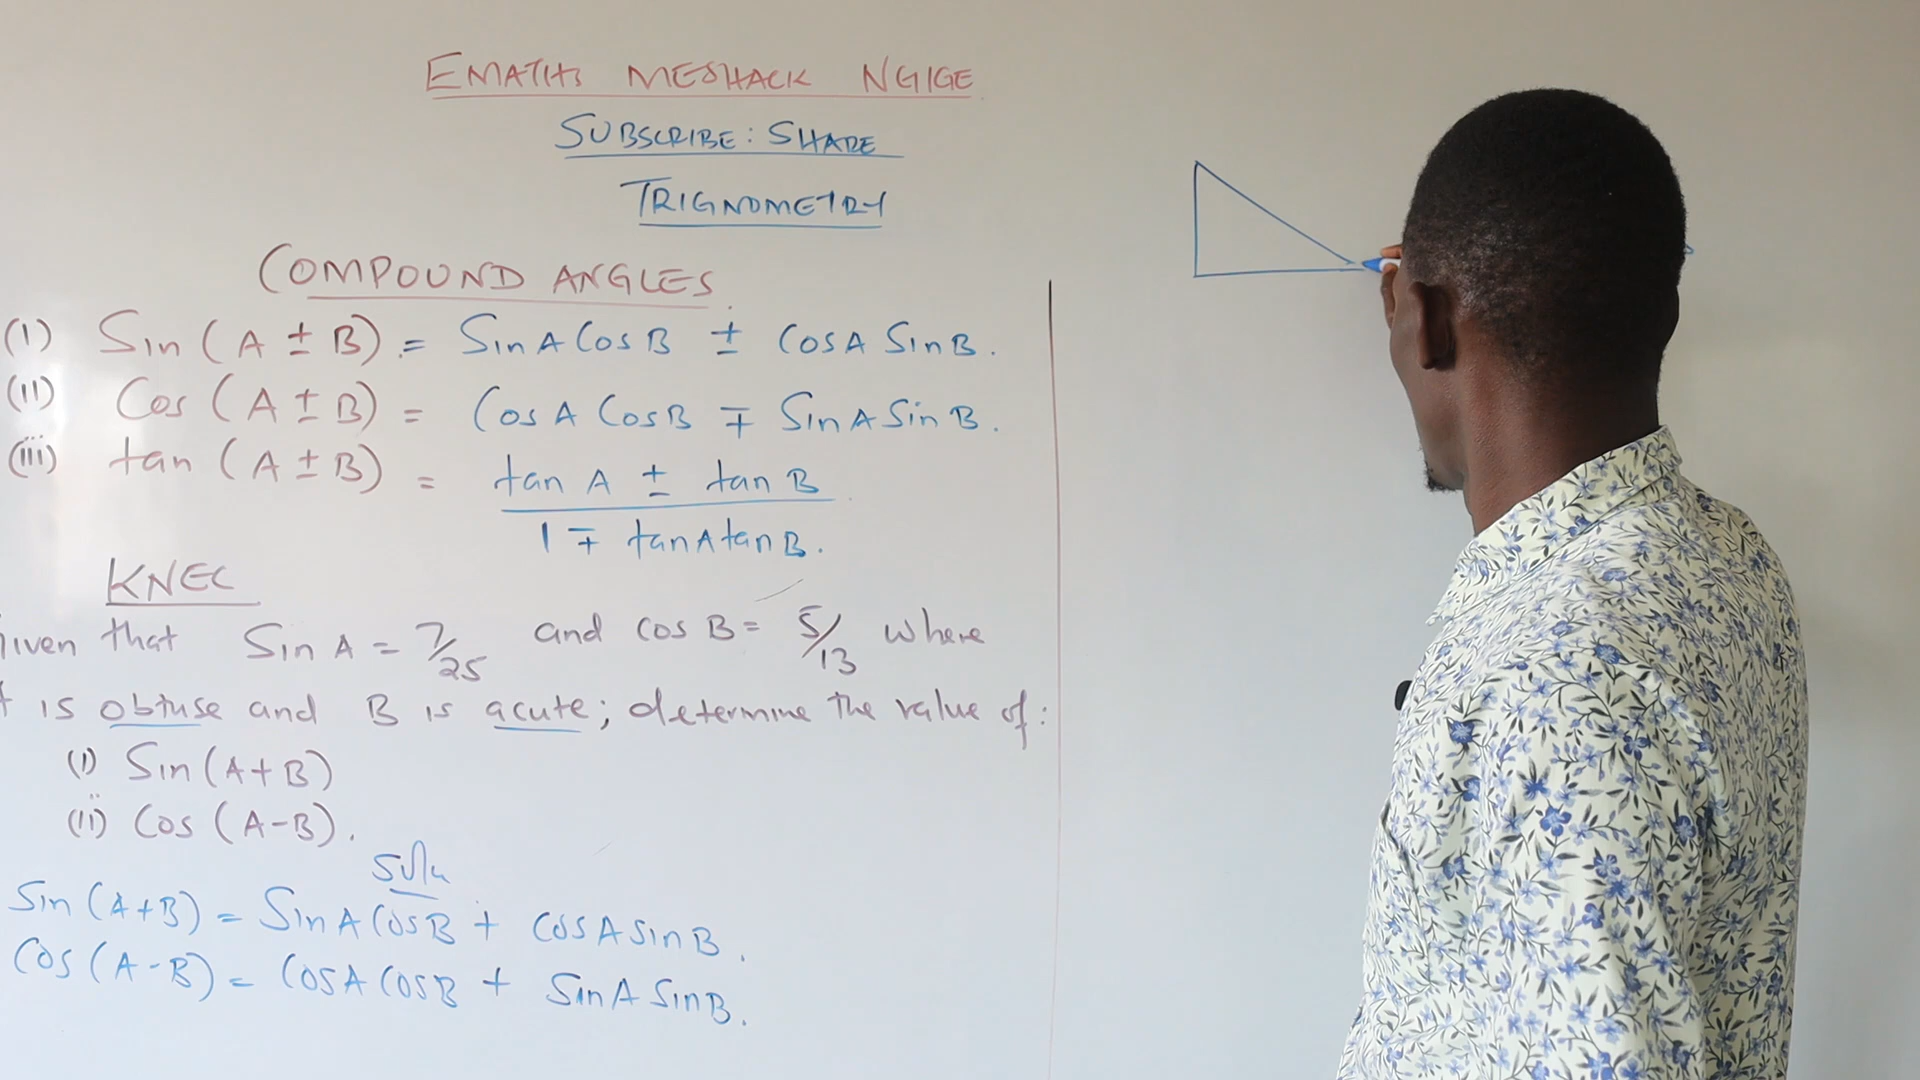 EMATHS MESHACK NGIGE
SUBSCRIBE: SHARE
TRIGNOMETRY
COMPOUND ANGLES.
(i) Sin (A ± B) = Sin A Cos B ± Cos A Sin B.
(ii) Cos (A ± B) = Cos A Cos B ∓ Sin A Sin B.
(iii) tan (A ± B) = tan A ± tan B
1 ∓ tan A tan B.
KNEC
iven that Sin A = 7/25 and cos B = 5/13 where
is obtuse and B is acute; determine the value of:
(i) Sin (A+B)
(ii) Cos (A-B).
Soln
Sin (A+B) = Sin A Cos B + Cos A Sin B.
Cos (A-B) = Cos A Cos B + Sin A Sin B.